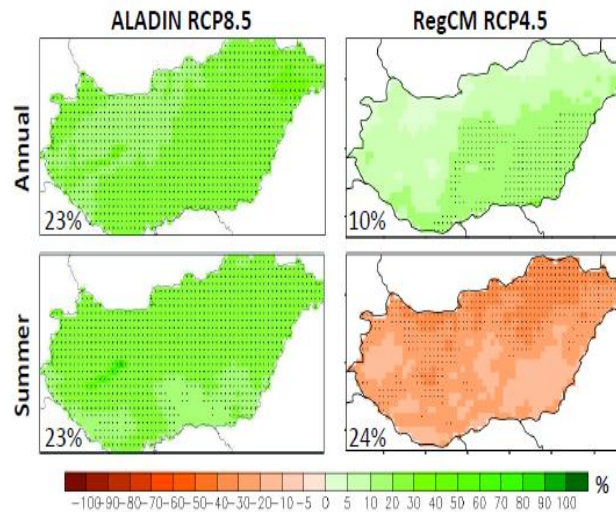 ALADIN RCP8.5 RegCM RCP4.5
Annual
23% 10%
Summer
23% 24%
%
-100-90-80-70-60-50-40-30-20-10 -5 0 5 10 20 30 40 50 60 70 80 90 100